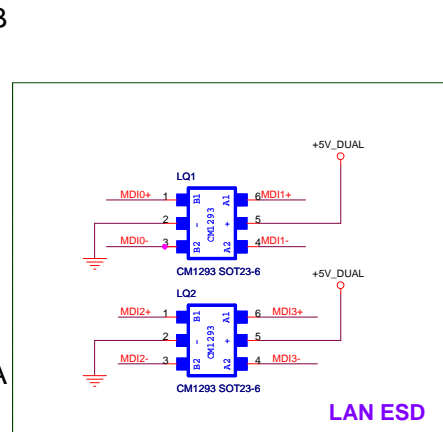 B
+5V_DUAL
LQ1
MDI0+ 1 B1 A1 6 MDI1+
2 - CM1293 + 5
MDI0- 3 B2 A2 4 MDI1-
CM1293 SOT23-6
+5V_DUAL
LQ2
MDI2+ 1 B1 A1 6 MDI3+
2 - CM1293 + 5
MDI2- 3 B2 A2 4 MDI3-
A
CM1293 SOT23-6
LAN ESD